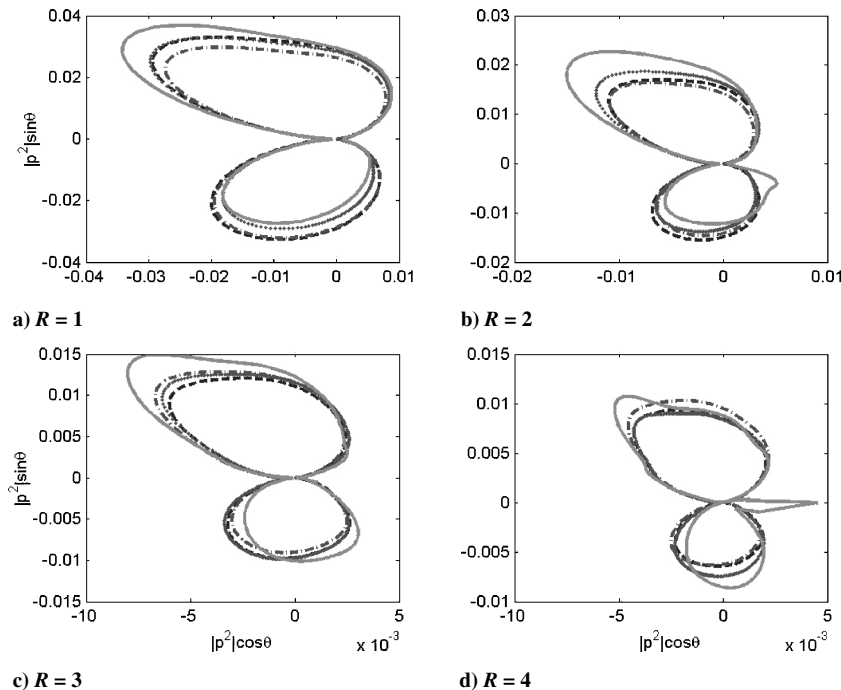 0.04
0.02
0
-0.02
-0.04
|p²|sinθ
-0.04 -0.03 -0.02 -0.01 0 0.01
a) R = 1
0.03
0.02
0.01
0
-0.01
-0.02
-0.02 -0.01 0 0.01
b) R = 2
0.015
0.01
0.005
0
-0.005
-0.01
-0.015
|p²|sinθ
-10 -5 0 5
|p²|cosθ x 10⁻³
c) R = 3
0.015
0.01
0.005
0
-0.005
-0.01
-10 -5 0 5
|p²|cosθ x 10⁻³
d) R = 4